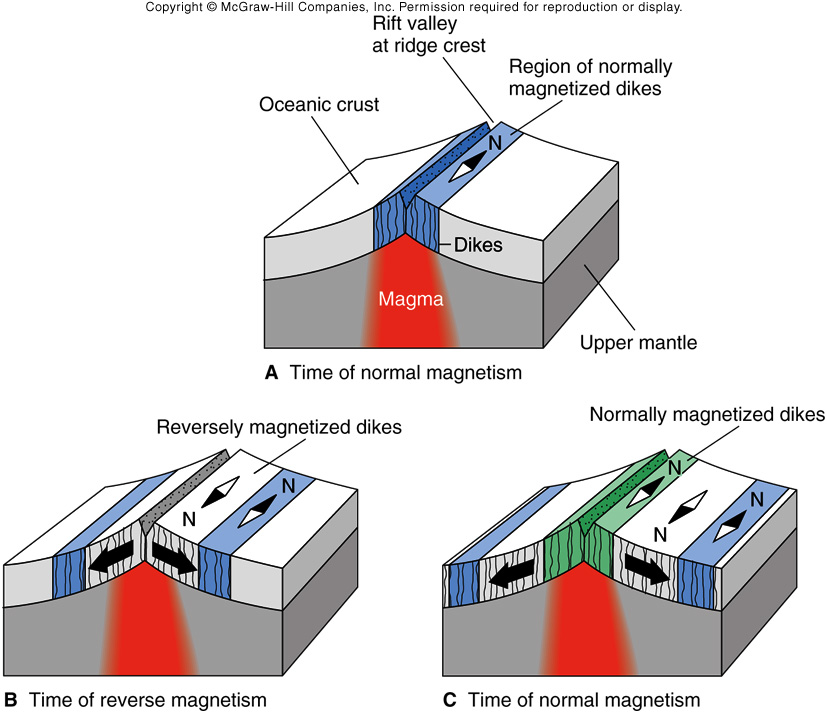 Copyright © McGraw-Hill Companies, Inc. Permission required for reproduction or display.
Rift valley
at ridge crest
Region of normally
magnetized dikes
Oceanic crust
N
Dikes
Magma
Upper mantle
A Time of normal magnetism
Reversely magnetized dikes
N
N
B Time of reverse magnetism
Normally magnetized dikes
N
N
N
C Time of normal magnetism